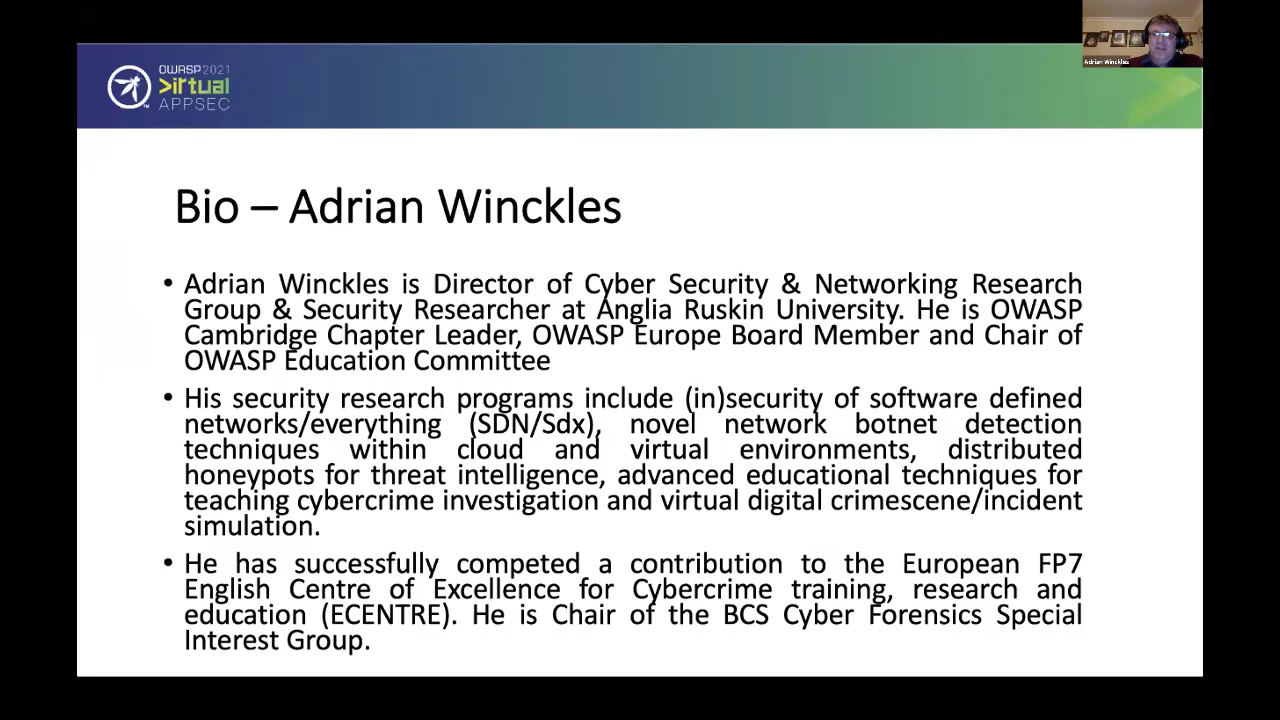 OWASP 2021
Virtual
APPSEC
Adrian Winckles
Bio – Adrian Winckles
• Adrian Winckles is Director of Cyber Security & Networking Research
Group & Security Researcher at Anglia Ruskin University. He is OWASP
Cambridge Chapter Leader, OWASP Europe Board Member and Chair of
OWASP Education Committee
• His security research programs include (in)security of software defined
networks/everything (SDN/Sdx), novel network botnet detection
techniques within cloud and virtual environments, distributed
honeypots for threat intelligence, advanced educational techniques for
teaching cybercrime investigation and virtual digital crimescene/incident
simulation.
• He has successfully competed a contribution to the European FP7
English Centre of Excellence for Cybercrime training, research and
education (ECENTRE). He is Chair of the BCS Cyber Forensics Special
Interest Group.